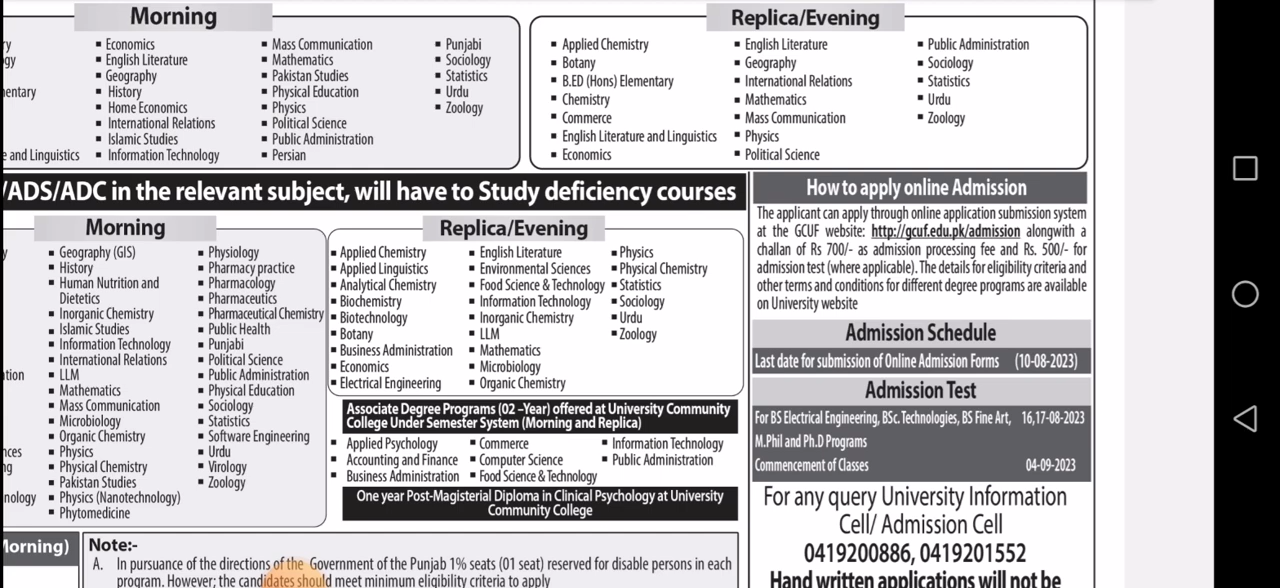 Morning
ry
gy
entary
e and Linguistics
▪ Economics
▪ English Literature
▪ Geography
▪ History
▪ Home Economics
▪ International Relations
▪ Islamic Studies
▪ Information Technology
▪ Mass Communication
▪ Mathematics
▪ Pakistan Studies
▪ Physical Education
▪ Physics
▪ Political Science
▪ Public Administration
▪ Persian
▪ Punjabi
▪ Sociology
▪ Statistics
▪ Urdu
▪ Zoology
Replica/Evening
▪ Applied Chemistry
▪ Botany
▪ B.ED (Hons) Elementary
▪ Chemistry
▪ Commerce
▪ English Literature and Linguistics
▪ Economics
▪ English Literature
▪ Geography
▪ International Relations
▪ Mathematics
▪ Mass Communication
▪ Physics
▪ Political Science
▪ Public Administration
▪ Sociology
▪ Statistics
▪ Urdu
▪ Zoology
/ADS/ADC in the relevant subject, will have to Study deficiency courses
Morning
y
ation
nces
ng
nology
▪ Geography (GIS)
▪ History
▪ Human Nutrition and
Dietetics
▪ Inorganic Chemistry
▪ Islamic Studies
▪ Information Technology
▪ International Relations
▪ LLM
▪ Mathematics
▪ Mass Communication
▪ Microbiology
▪ Organic Chemistry
▪ Physics
▪ Physical Chemistry
▪ Pakistan Studies
▪ Physics (Nanotechnology)
▪ Phytomedicine
▪ Physiology
▪ Pharmacy practice
▪ Pharmacology
▪ Pharmaceutics
▪ Pharmaceutical Chemistry
▪ Public Health
▪ Punjabi
▪ Political Science
▪ Public Administration
▪ Physical Education
▪ Sociology
▪ Statistics
▪ Software Engineering
▪ Urdu
▪ Virology
▪ Zoology
Replica/Evening
▪ Applied Chemistry
▪ Applied Linguistics
▪ Analytical Chemistry
▪ Biochemistry
▪ Biotechnology
▪ Botany
▪ Business Administration
▪ Economics
▪ Electrical Engineering
▪ English Literature
▪ Environmental Sciences
▪ Food Science & Technology
▪ Information Technology
▪ Inorganic Chemistry
▪ LLM
▪ Mathematics
▪ Microbiology
▪ Organic Chemistry
▪ Physics
▪ Physical Chemistry
▪ Statistics
▪ Sociology
▪ Urdu
▪ Zoology
Associate Degree Programs (02 –Year) offered at University Community
College Under Semester System (Morning and Replica)
▪ Applied Psychology
▪ Accounting and Finance
▪ Business Administration
▪ Commerce
▪ Computer Science
▪ Food Science & Technology
▪ Information Technology
▪ Public Administration
One year Post-Magisterial Diploma in Clinical Psychology at University
Community College
Morning)
Note:-
A. In pursuance of the directions of the Government of the Punjab 1% seats (01 seat) reserved for disable persons in each
program. However; the candidates should meet minimum eligibility criteria to apply
How to apply online Admission
The applicant can apply through online application submission system
at the GCUF website: http://gcuf.edu.pk/admission alongwith a
challan of Rs 700/- as admission processing fee and Rs. 500/- for
admission test (where applicable). The details for eligibility criteria and
other terms and conditions for different degree programs are available
on University website
Admission Schedule
Last date for submission of Online Admission Forms (10-08-2023)
Admission Test
For BS Electrical Engineering, BSc. Technologies, BS Fine Art, 16,17-08-2023
M.Phil and Ph.D Programs
Commencement of Classes 04-09-2023
For any query University Information
Cell/ Admission Cell
0419200886, 0419201552
Hand written applications will not be